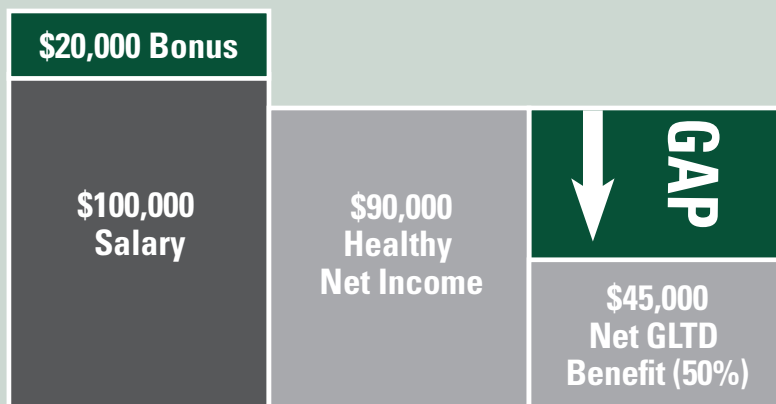 $20,000 Bonus
$100,000
Salary
$90,000
Healthy
Net Income
GAP
$45,000
Net GLTD
Benefit (50%)